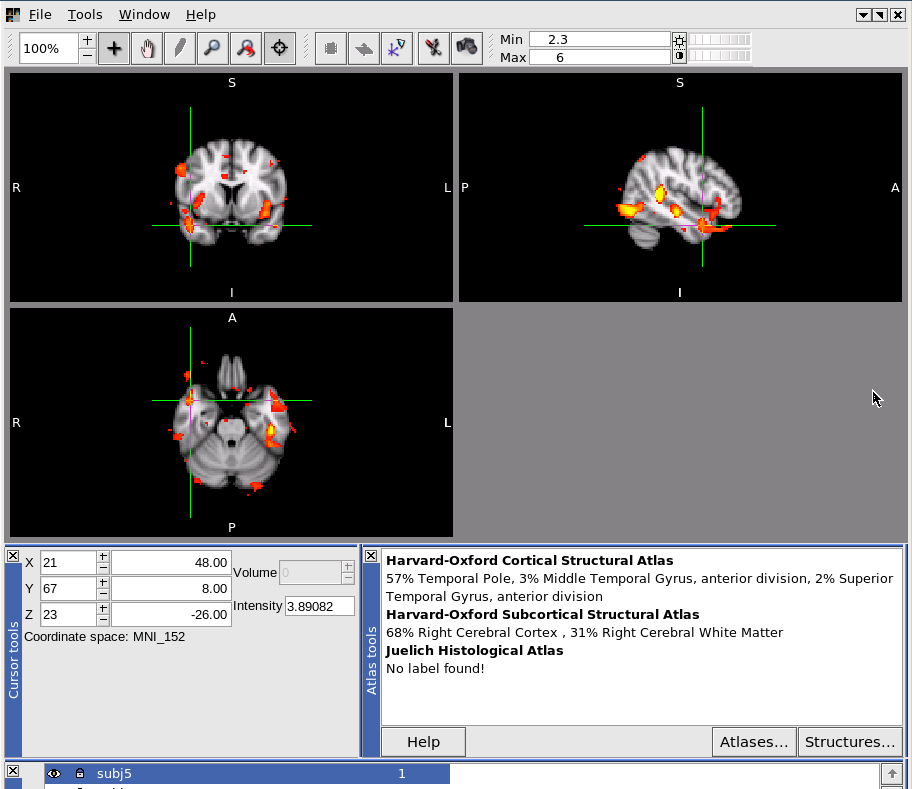 File Tools Window Help
100%
Min 2.3
Max 6
S
R L
I
S
P A
I
A
R L
P
Cursor tools
X 21 48.00
Y 67 8.00
Z 23 -26.00
Volume 0
Intensity 3.89082
Coordinate space: MNI_152
Atlas tools
Harvard-Oxford Cortical Structural Atlas
57% Temporal Pole, 3% Middle Temporal Gyrus, anterior division, 2% Superior
Temporal Gyrus, anterior division
Harvard-Oxford Subcortical Structural Atlas
68% Right Cerebral Cortex , 31% Right Cerebral White Matter
Juelich Histological Atlas
No label found!
Help Atlases... Structures...
subj5 1